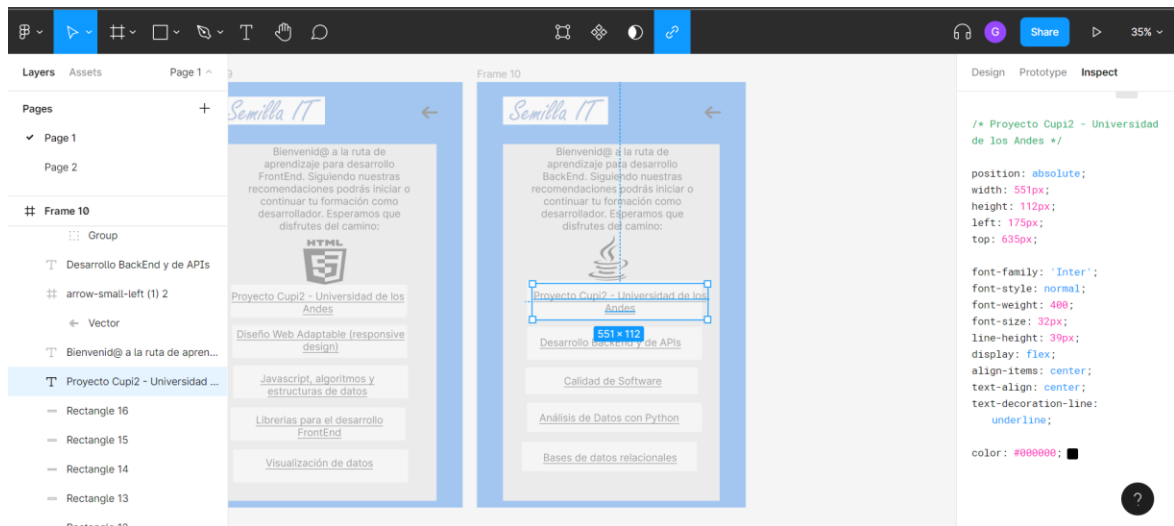 T
G
Share
35%
Layers
Assets
Page 1
Pages
Page 1
Page 2
Frame 10
Group
T Desarrollo BackEnd y de APIs
arrow-small-left (1) 2
Vector
T Bienvenid@ a la ruta de apren...
T Proyecto Cupi2 - Universidad ...
Rectangle 16
Rectangle 15
Rectangle 14
Rectangle 13
9
Semilla IT
Bienvenid@ a la ruta de
aprendizaje para desarrollo
FrontEnd. Siguiendo nuestras
recomendaciones podrás iniciar o
continuar tu formación como
desarrollador. Esperamos que
disfrutes del camino:
HTML
5
Proyecto Cupi2 - Universidad de los
Andes
Diseño Web Adaptable (responsive
design)
Javascript, algoritmos y
estructuras de datos
Librerias para el desarrollo
FrontEnd
Visualización de datos
Frame 10
Semilla IT
Bienvenid@ a la ruta de
aprendizaje para desarrollo
BackEnd. Siguiendo nuestras
recomendaciones podrás iniciar o
continuar tu formación como
desarrollador. Esperamos que
disfrutes del camino:
Proyecto Cupi2 - Universidad de los
Andes
551 × 112
Desarrollo BackEnd y de APIs
Calidad de Software
Análisis de Datos con Python
Bases de datos relacionales
Design
Prototype
Inspect
/* Proyecto Cupi2 - Universidad
de los Andes */
position: absolute;
width: 551px;
height: 112px;
left: 175px;
top: 635px;
font-family: 'Inter';
font-style: normal;
font-weight: 400;
font-size: 32px;
line-height: 39px;
display: flex;
align-items: center;
text-align: center;
text-decoration-line:
underline;
color: #000000;
?